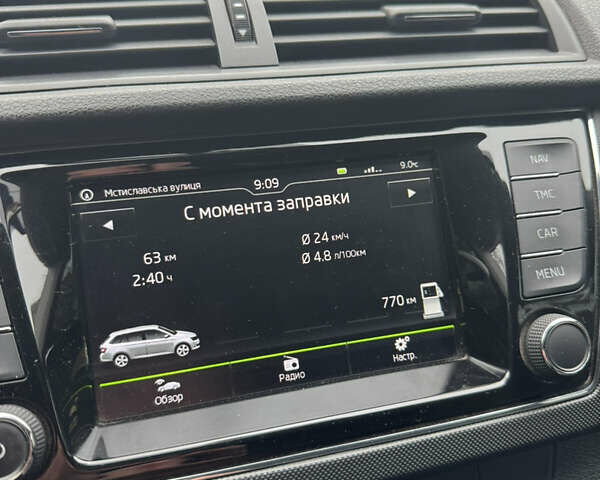 Мстиславська вулиця
9:09
9.0°C
С момента заправки
63 км
Ø 24 км/ч
2:40 ч
Ø 4.8 л/100км
770 км
Обзор
Радио
Настр.
NAV
TMC
CAR
MENU